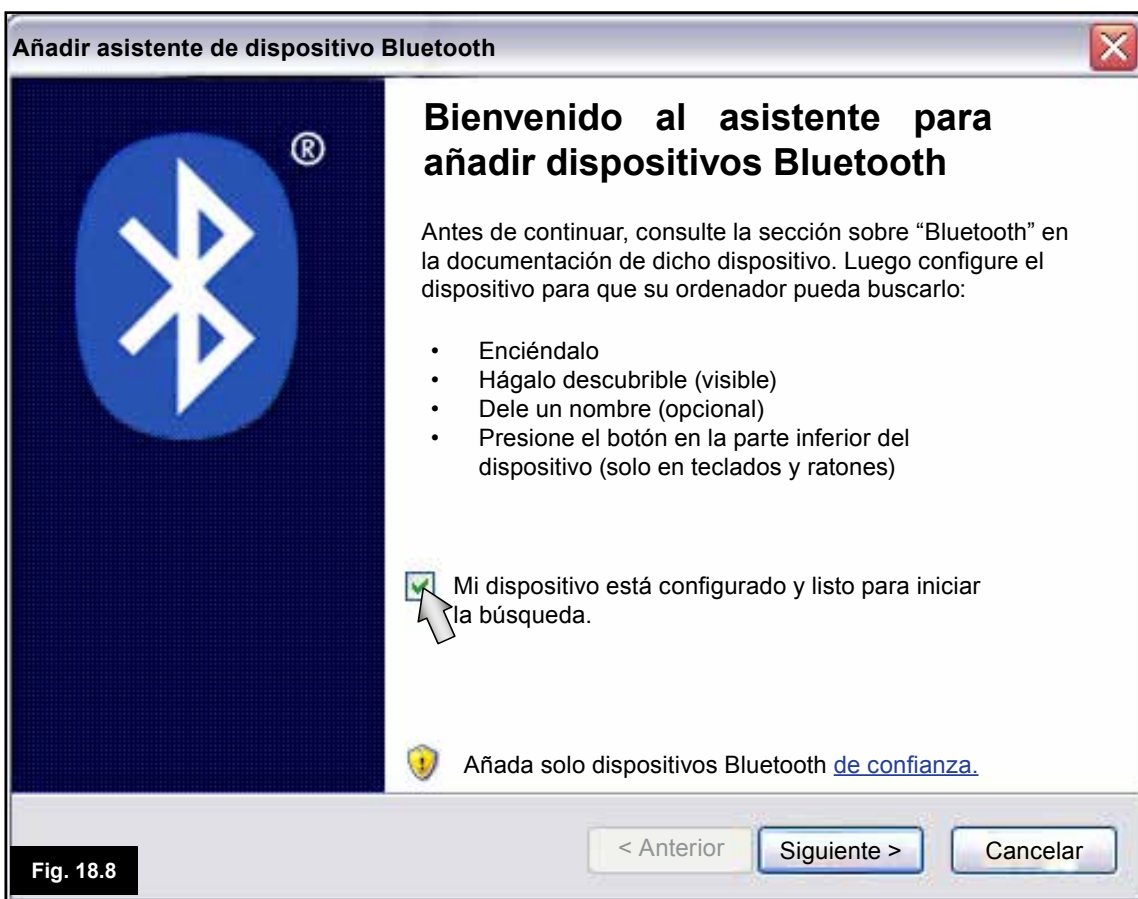 Añadir asistente de dispositivo Bluetooth
®
Bienvenido al asistente para
añadir dispositivos Bluetooth
Antes de continuar, consulte la sección sobre “Bluetooth” en
la documentación de dicho dispositivo. Luego configure el
dispositivo para que su ordenador pueda buscarlo:
• Enciéndalo
• Hágalo descubrible (visible)
• Dele un nombre (opcional)
• Presione el botón en la parte inferior del
dispositivo (solo en teclados y ratones)
Mi dispositivo está configurado y listo para iniciar
la búsqueda.
Añada solo dispositivos Bluetooth de confianza.
< Anterior
Siguiente >
Cancelar
Fig. 18.8